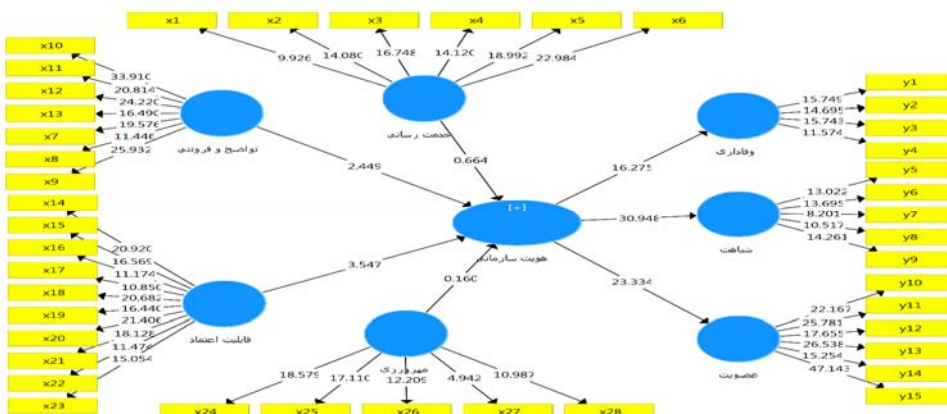 x1
x2
x3
x4
x5
x6
9.926
14.080
16.748
14.120
18.992
22.984
خدمت رسانی
0.664
x10
x11
x12
x13
x7
x8
x9
33.910
20.814
24.220
16.490
19.576
11.446
25.932
تواضع و فروتنی
2.449
x14
x15
x16
x17
x18
x19
x20
x21
x22
x23
20.920
16.569
11.174
10.850
20.682
16.440
21.406
18.128
11.474
15.054
قابلیت اعتماد
3.547
[+]
هویت سازمانی
0.160
مهرورزی
18.579
17.110
12.209
4.942
10.987
x24
x25
x26
x27
x28
16.275
30.948
23.334
وفاداری
15.749
14.695
15.743
11.574
y1
y2
y3
y4
شباهت
13.022
13.695
8.201
10.517
14.261
y5
y6
y7
y8
y9
عضویت
22.167
25.781
17.655
26.538
15.254
47.143
y10
y11
y12
y13
y14
y15